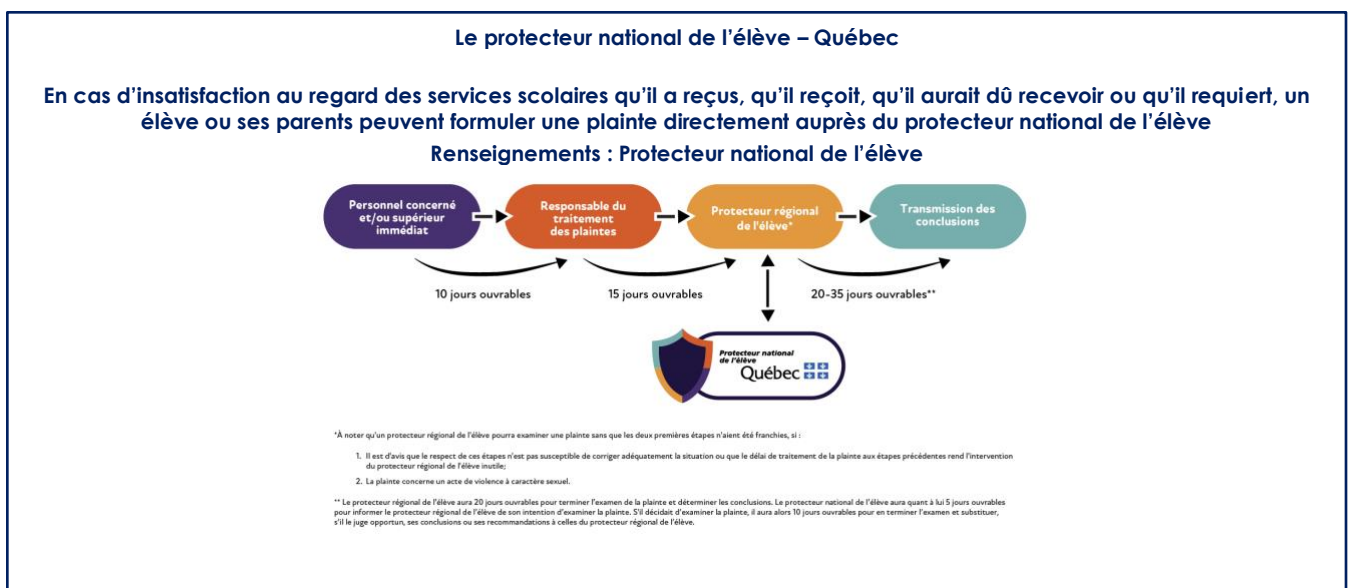 Le protecteur national de l’élève – Québec
En cas d’insatisfaction au regard des services scolaires qu’il a reçus, qu’il reçoit, qu’il aurait dû recevoir ou qu’il requiert, un
élève ou ses parents peuvent formuler une plainte directement auprès du protecteur national de l’élève
Renseignements : Protecteur national de l’élève
Personnel concerné
et/ou supérieur
immédiat
Responsable du
traitement
des plaintes
Protecteur régional
de l'élève*
Transmission des
conclusions
10 jours ouvrables
15 jours ouvrables
20-35 jours ouvrables**
Protecteur national
de l'élève
Québec
*À noter qu'un protecteur régional de l'élève pourra examiner une plainte sans que les deux premières étapes n'aient été franchies, si :
1. Il est d'avis que le respect de ces étapes n'est pas susceptible de corriger adéquatement la situation ou que le délai de traitement de la plainte aux étapes précédentes rend l'intervention
du protecteur régional de l'élève inutile;
2. La plainte concerne un acte de violence à caractère sexuel.
** Le protecteur régional de l'élève aura 20 jours ouvrables pour terminer l'examen de la plainte et déterminer les conclusions. Le protecteur national de l'élève aura quant à lui 5 jours ouvrables
pour informer le protecteur régional de l'élève de son intention d'examiner la plainte. S'il décidait d'examiner la plainte, il aura alors 10 jours ouvrables pour en terminer l'examen et substituer,
s'il le juge opportun, ses conclusions ou ses recommandations à celles du protecteur régional de l'élève.